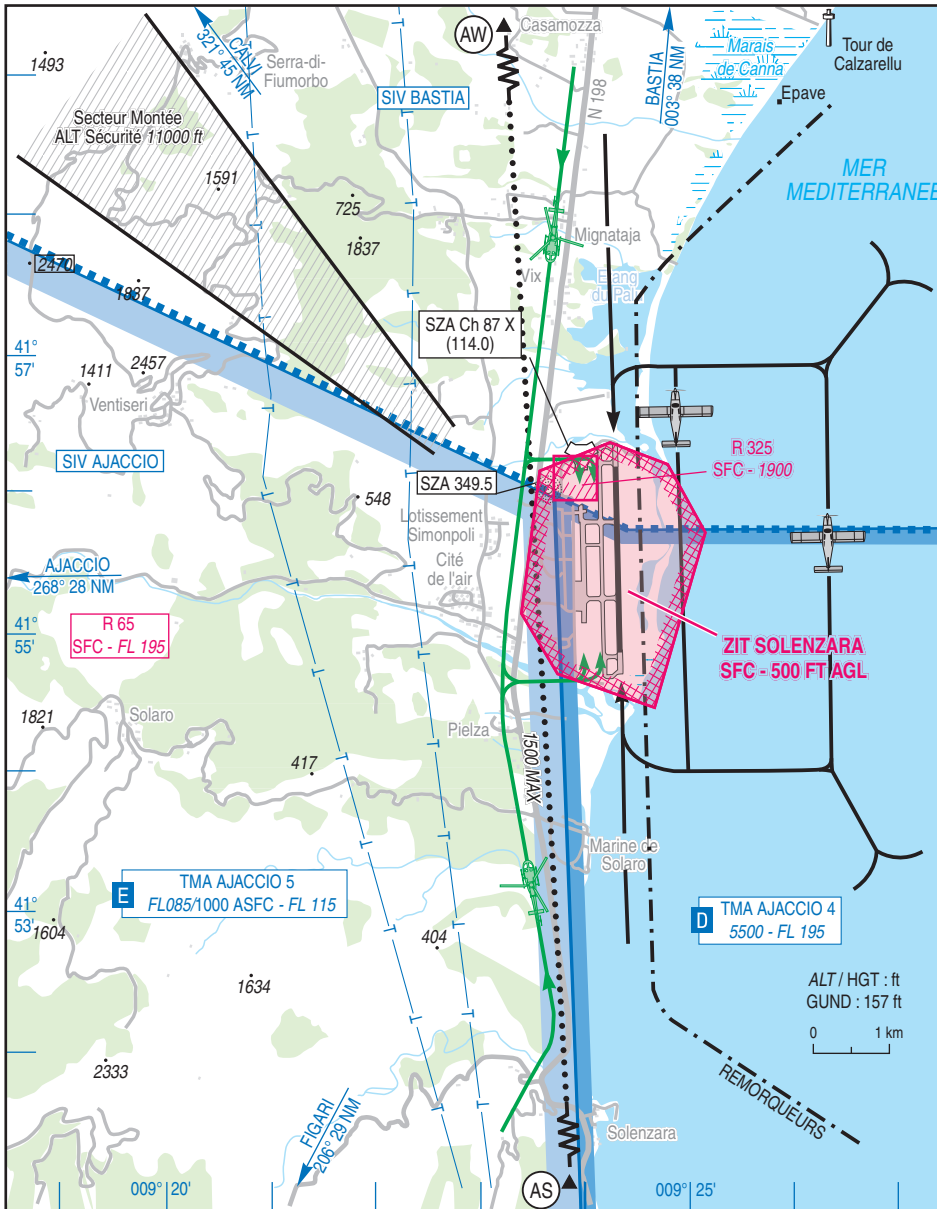 AW
Casamozza
1493
CALVI
321° 45 NM
Serra-di-
Fiumorbo
SIV BASTIA
N 198
BASTIA
003° 38 NM
Marais
de Canna
Tour de
Calzarellu
Epave
Secteur Montée
ALT Sécurité 11000 ft
1591
725
1837
MER
MEDITERRANEE
Mignataja
Vix
Etang
du Pali
2470
1837
SZA Ch 87 X
(114.0)
41°
57'
1411
2457
Ventiseri
SIV AJACCIO
R 325
SFC - 1900
SZA 349.5
548
Lotissement
Simonpoli
Cité
de l'air
AJACCIO
268° 28 NM
41°
55'
R 65
SFC - FL 195
ZIT SOLENZARA
SFC - 500 FT AGL
1821
Solaro
Pielza
417
1500 MAX
Marine de
Solaro
E
TMA AJACCIO 5
FL085/1000 ASFC - FL 115
41°
53'
1604
404
D
TMA AJACCIO 4
5500 - FL 195
1634
ALT / HGT : ft
GUND : 157 ft
0 1 km
2333
REMORQUEURS
FIGARI
206° 29 NM
Solenzara
009° 20'
AS
009° 25'